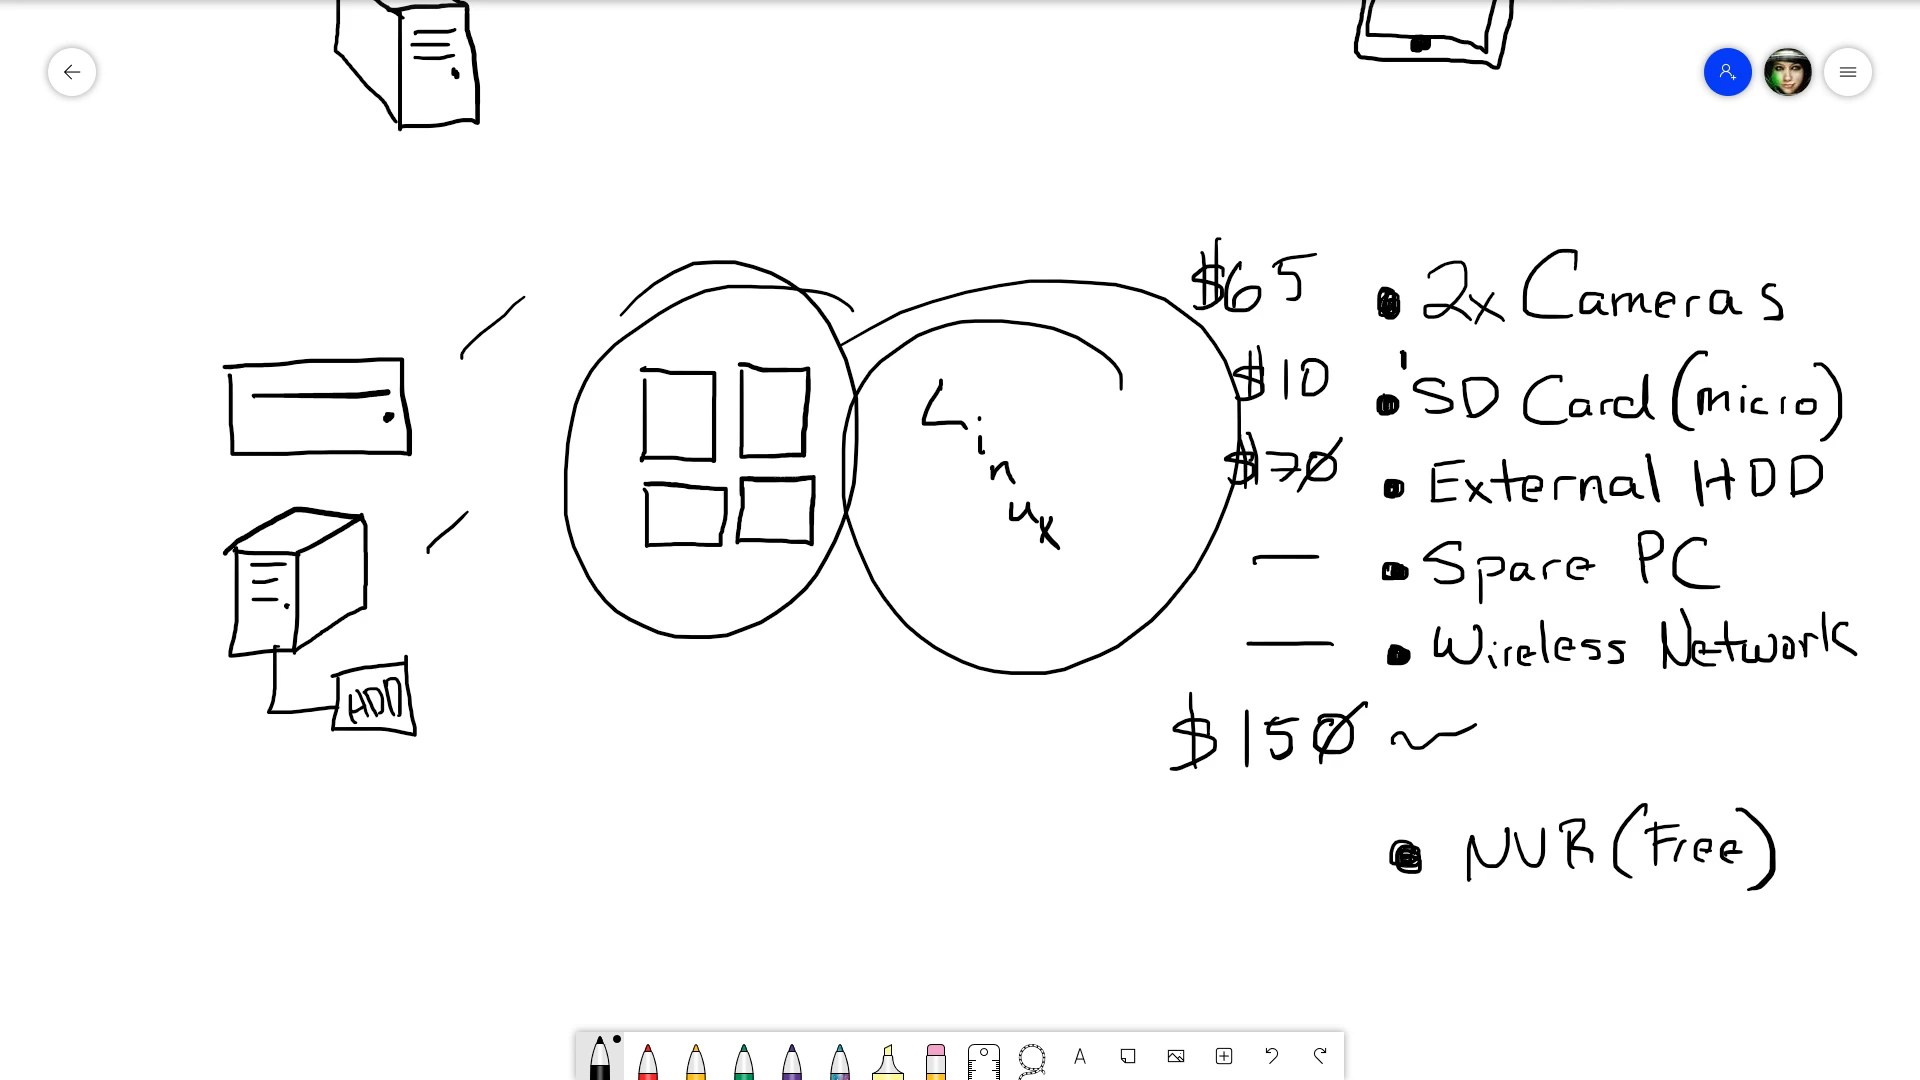 $65 • 2x Cameras
$10 • SD Card (micro)
$70 • External HDD
— • Spare PC
— • Wireless Network
$150 ~
• NVR (Free)
Linux
HDD
A